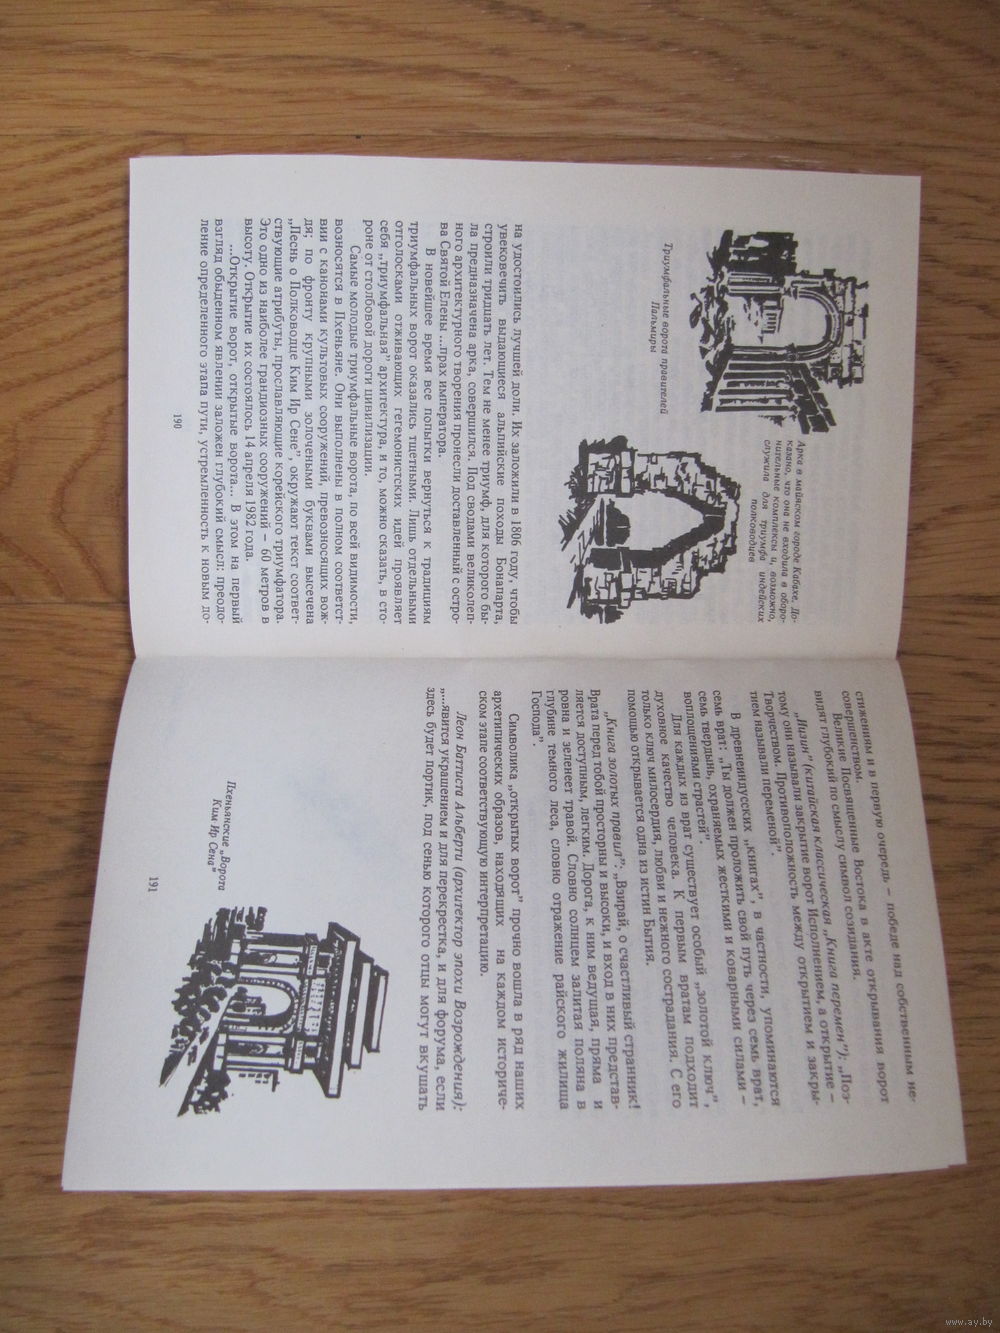 Триумфальные ворота правителей
Пальмиры
Арка в майяском городе Кабахе. До-
казано, что она не входила в оборо-
нительные комплексы и, возможно,
служила для триумфа индейских
полководцев
на удостоились лучшей доли. Их заложили в 1806 году, чтобы
увековечить выдающиеся альпийские походы Бонапарта,
строили тридцать лет. Тем не менее триумф, для которого бы-
ла предназначена арка, совершился. Под сводами великолеп-
ного архитектурного творения пронесли доставленный с остро-
ва Святой Елены ...прах императора.
В новейшее время все попытки вернуться к традициям
триумфальных ворот оказались тщетными. Лишь отдельными
отголосками отживающих гегемонистских идей проявляет
себя „триумфальная" архитектура, и то, можно сказать, в сто-
роне от столбовой дороги цивилизации.
Самые молодые триумфальные ворота, по всей видимости,
возносятся в Пхеньяне. Они выполнены в полном соответст-
вии с канонами культовых сооружений, превозносящих вож-
дя; по фронту крупными золочеными буквами высечена
„Песнь о Полководце Ким Ир Сене", окружают текст соответ-
ствующие атрибуты, прославляющие корейского триумфатора.
Это одно из наиболее грандиозных сооружений – 60 метров в
высоту. Открытие их состоялось 14 апреля 1982 года.
...Открытие ворот, открытые ворота... В этом на первый
взгляд обыденном явлении заложен глубокий смысл: преодо-
ление определенного этапа пути, устремленность к новым до-
190
стижениям и в первую очередь – победе над собственным не-
совершенством.
Великие Посвященные Востока в акте открывания ворот
видят глубокий по смыслу символ созидания.
„Инзин" (китайская классическая „Книга перемен"); „Поэ-
тому они называли закрытие ворот Исполнением, а открытие –
Творчеством. Противоположность между открытием и закры-
тием называли переменой".
В древнеиндусских „книгах", в частности, упоминаются
семь врат: „Ты должен проложить свой путь через семь врат,
семь твердынь, охраняемых жесткими и коварными силами –
воплощениями страстей".
Для каждых из врат существует особый „золотой ключ",
духовное качество человека. К первым вратам подходит
только ключ милосердия, любви и нежного сострадания. С его
помощью открывается одна из истин Бытия.
„Книга золотых правил": „Взирай, о счастливый странник!
Врата перед тобой просторны и высоки, и вход в них представ-
ляется доступным, легким. Дорога, к ним ведущая, пряма и
ровна и зеленеет травой. Словно солнцем залитая поляна в
глубине темного леса, словно отражение райского жилища
Господа".
Символика „открытых ворот" прочно вошла в ряд наших
архетипических образов, находящих на каждом историче-
ском этапе соответствующую интерпретацию.
Леон Баттиста Альберти (архитектор эпохи Возрождения):
„...явится украшением и для перекрестка, и для форума, если
здесь будет портик, под сенью которого отцы могут вкушать
Пхеньянские „Ворота
Ким Ир Сена"
191
www.ay.by